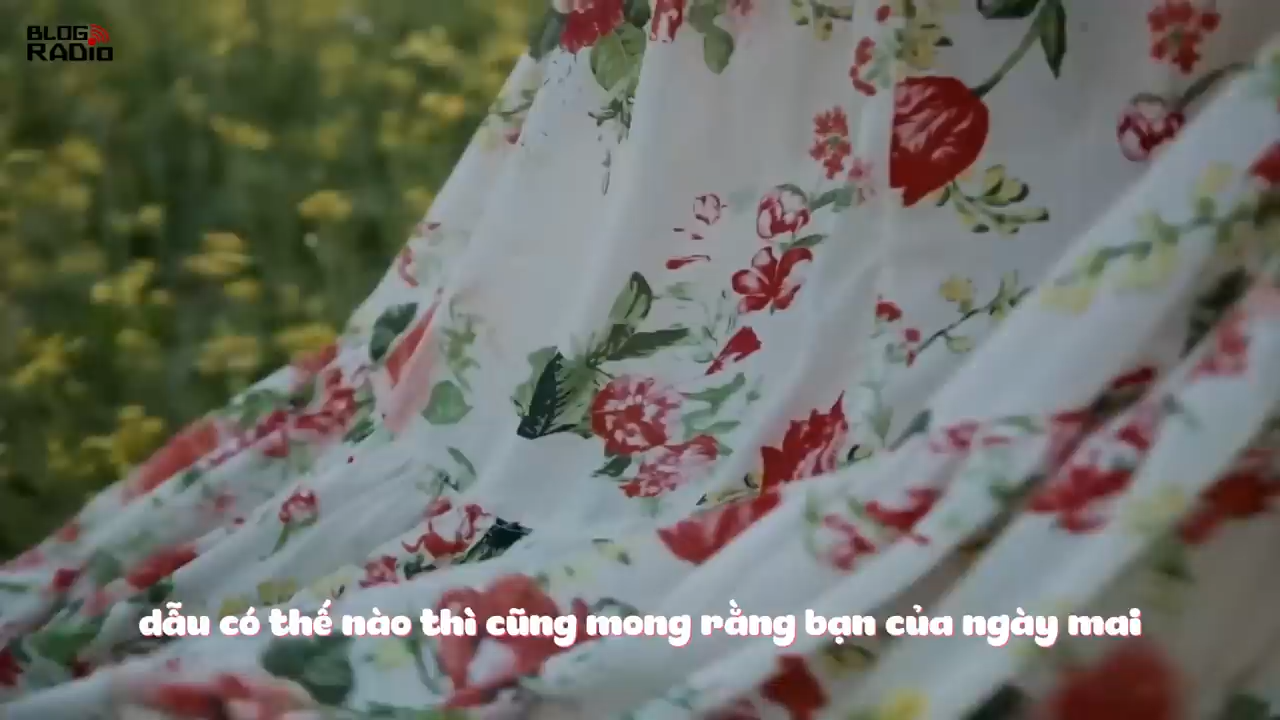 BLOG
RADIO
dẫu có thế nào thì cũng mong rằng bạn của ngày mai